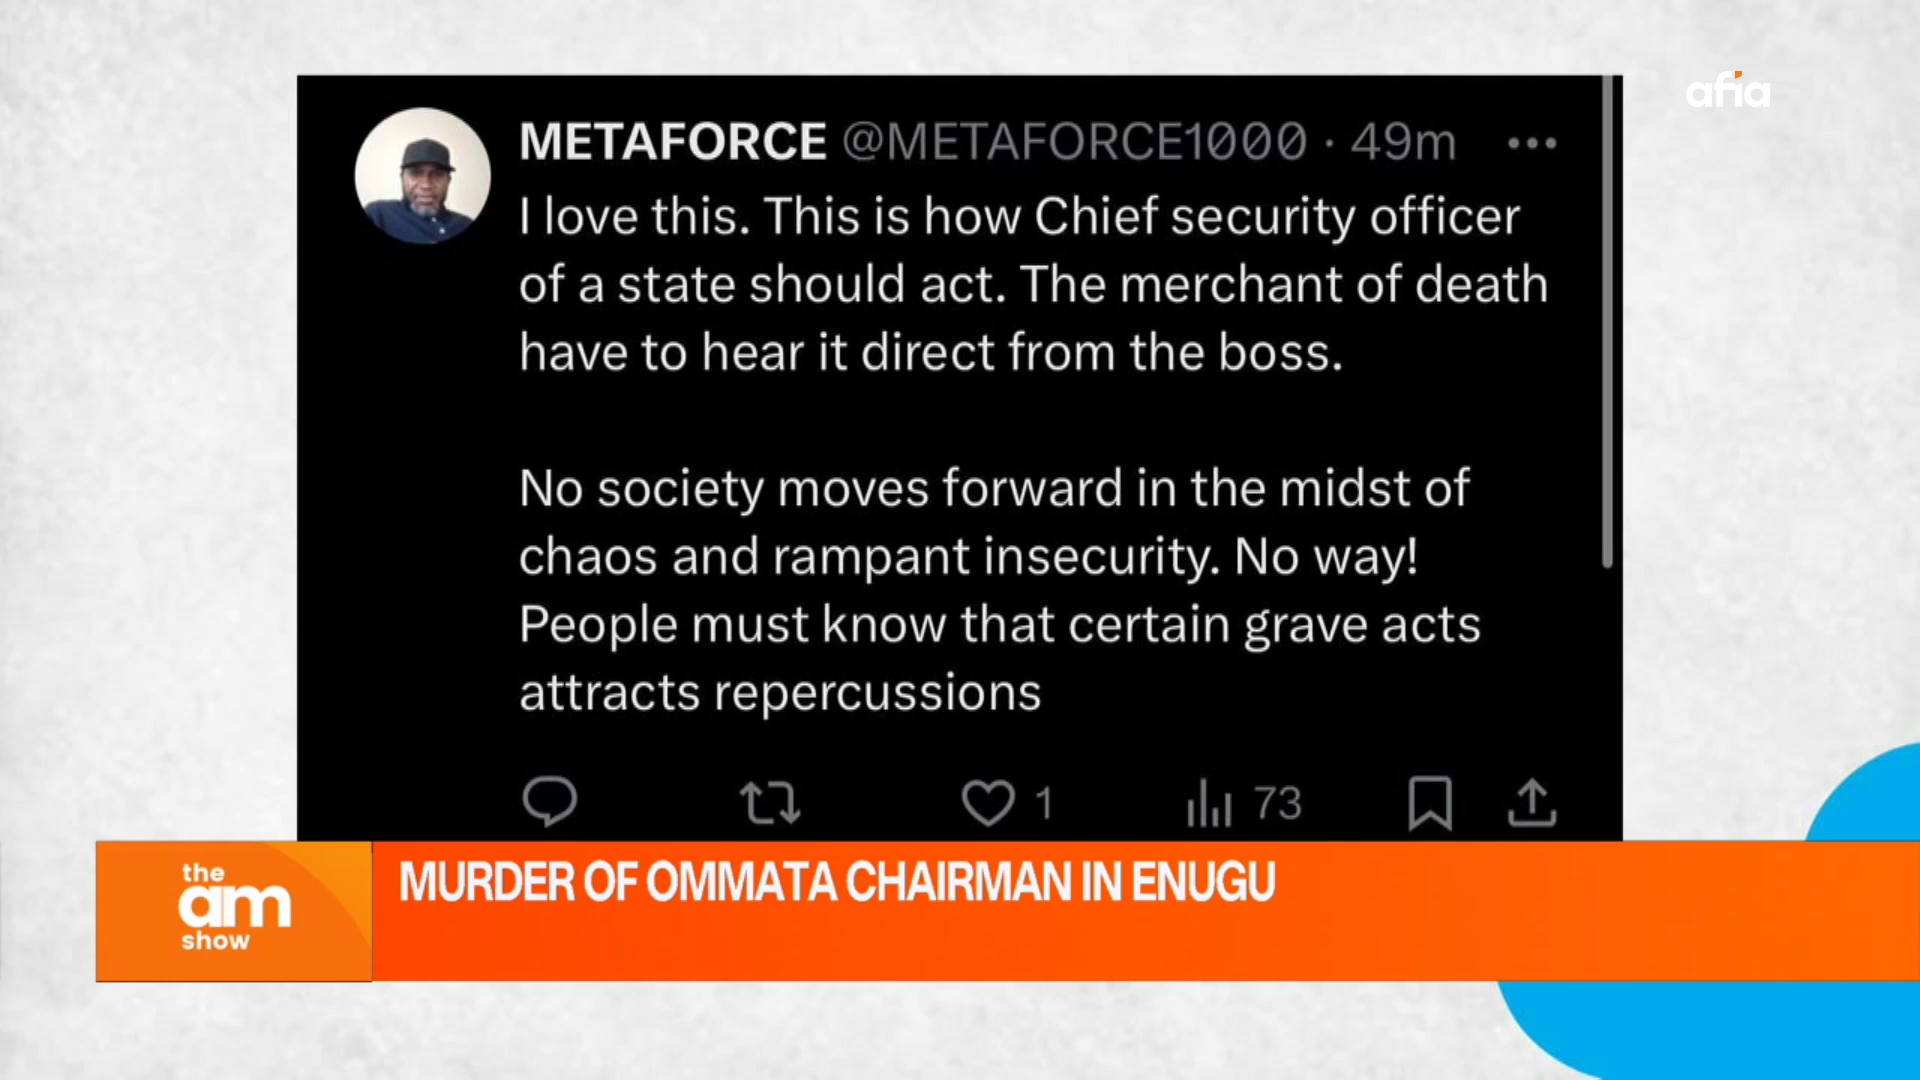 afia
METAFORCE @METAFORCE1000 · 49m ...
I love this. This is how Chief security officer
of a state should act. The merchant of death
have to hear it direct from the boss.
No society moves forward in the midst of
chaos and rampant insecurity. No way!
People must know that certain grave acts
attracts repercussions
1 73
the
am
show
MURDER OF OMMATA CHAIRMAN IN ENUGU